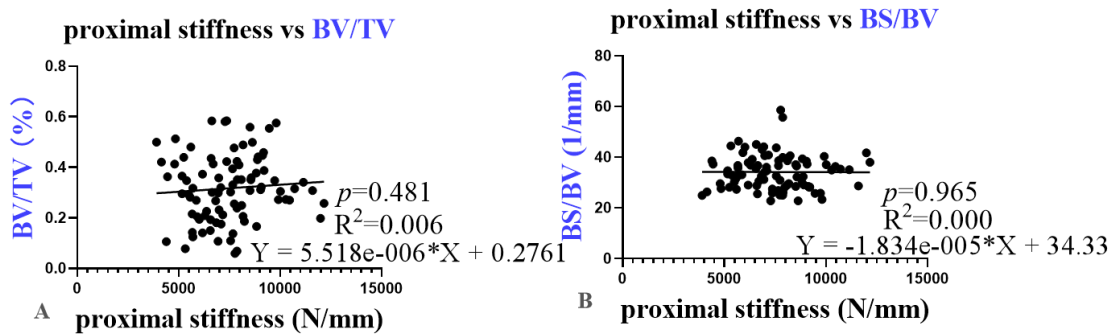 proximal stiffness vs BV/TV
BV/TV (%)
0.8
0.6
0.4
0.2
0.0
p=0.481
R²=0.006
Y = 5.518e-006*X + 0.2761
0 5000 10000 15000
A
proximal stiffness (N/mm)
proximal stiffness vs BS/BV
BS/BV (1/mm)
80
60
40
20
0
p=0.965
R²=0.000
Y = -1.834e-005*X + 34.33
0 5000 10000 15000
B
proximal stiffness (N/mm)